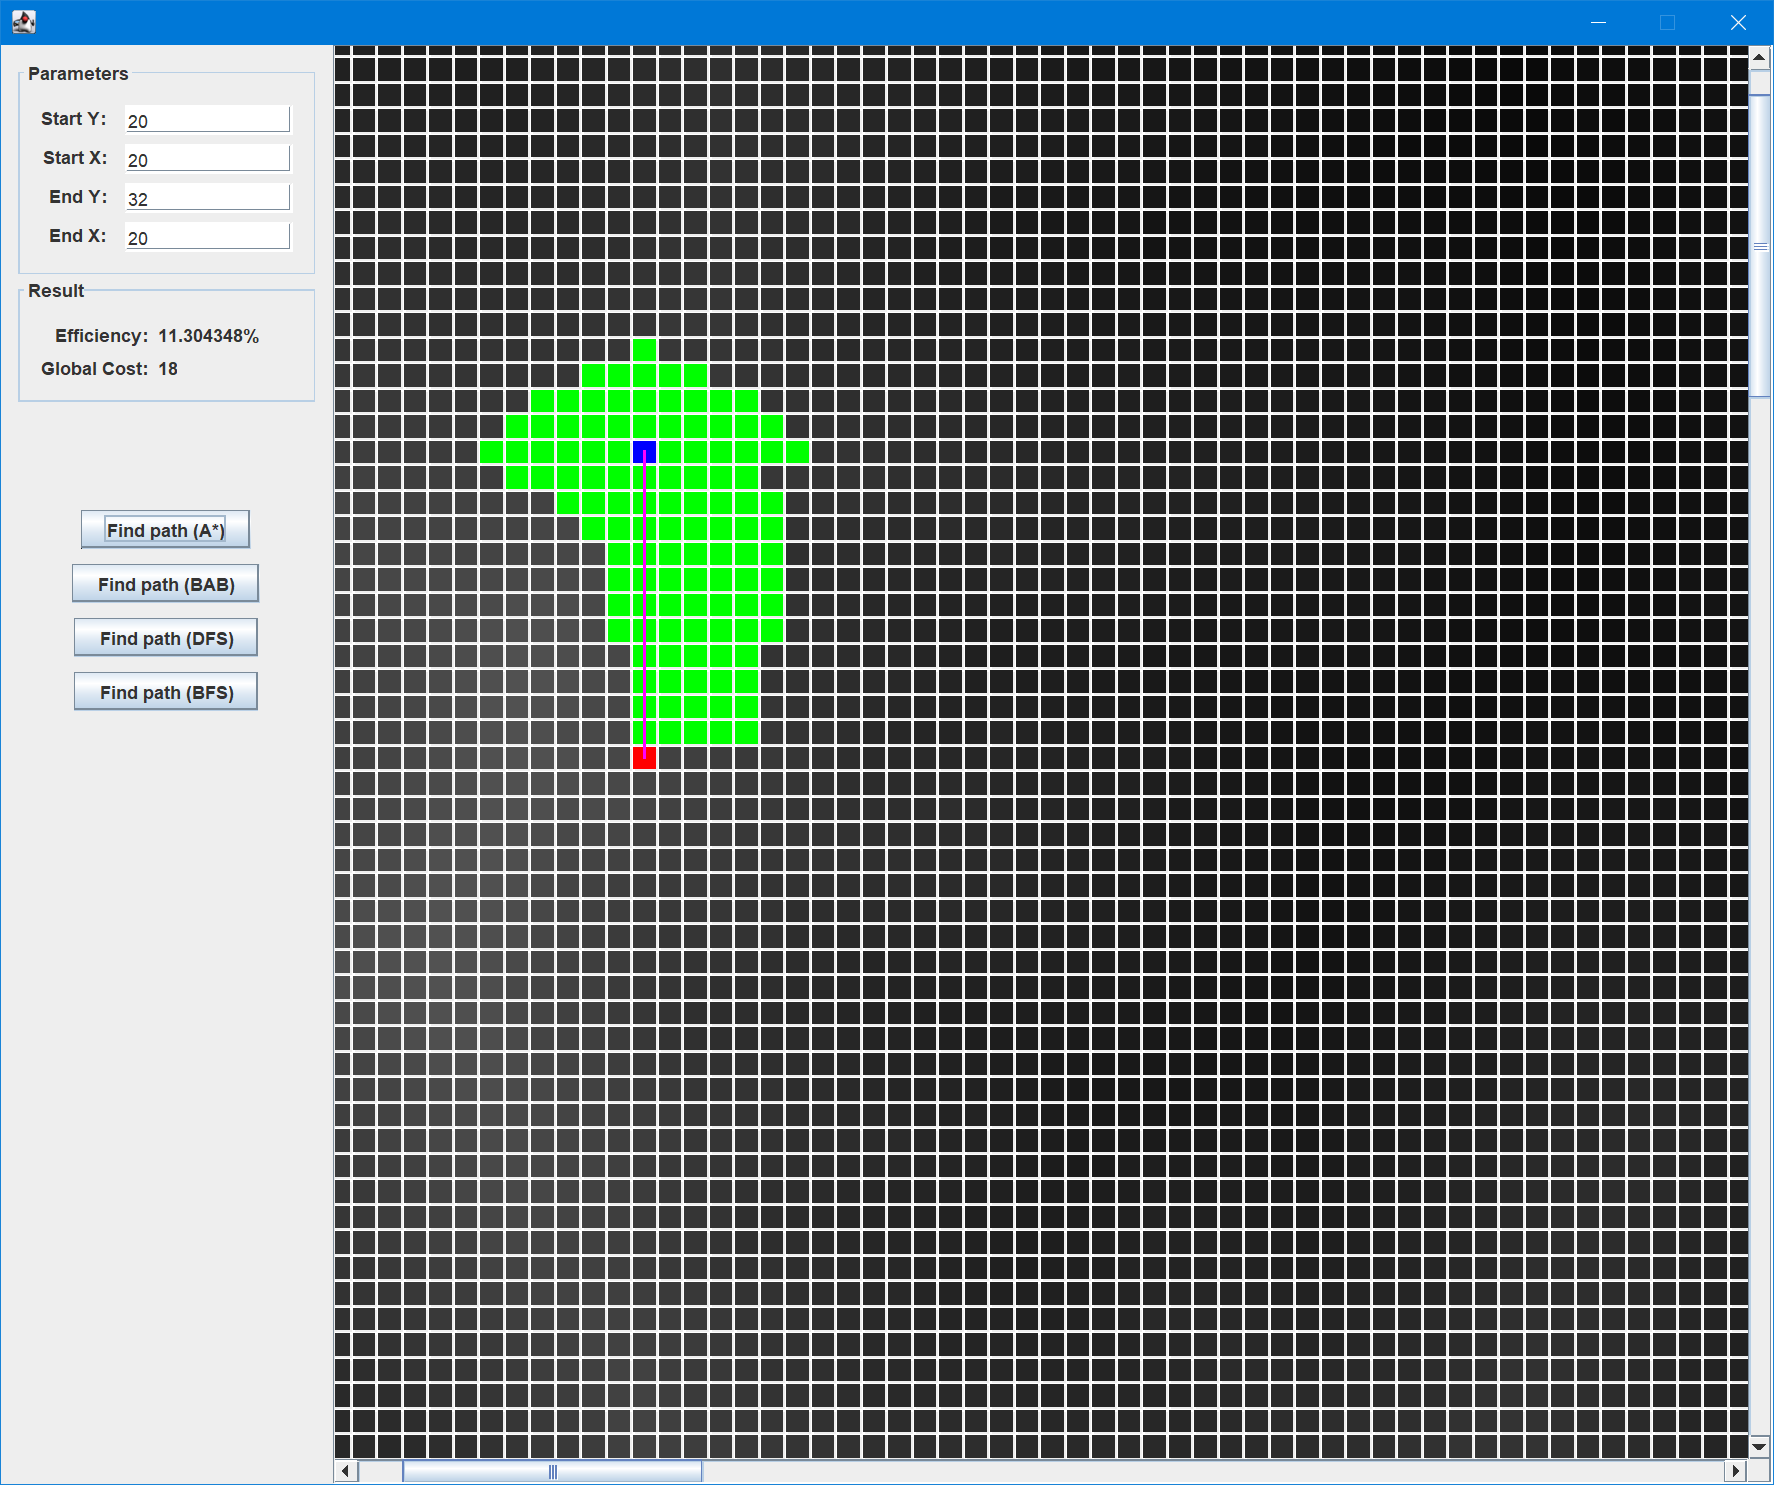 Parameters
Start Y: 20
Start X: 20
End Y: 32
End X: 20
Result
Efficiency: 11.304348%
Global Cost: 18
Find path (A*)
Find path (BAB)
Find path (DFS)
Find path (BFS)